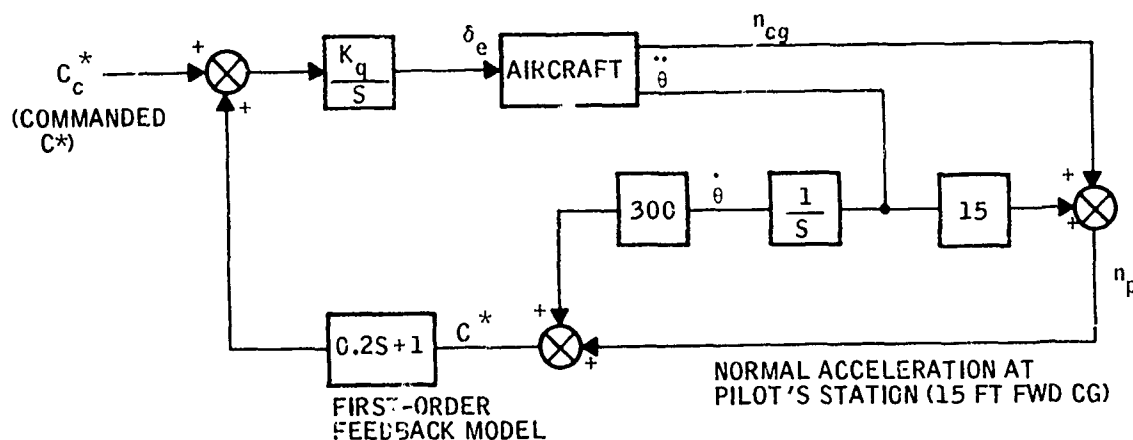 n_cg
δ_e
θ̈
+
C_c*
(COMMANDED
C*)
+
K_q
S
AIRCRAFT
+
300
θ̇
1
S
15
+
n_p
+
C*
+
0.2S+1
NORMAL ACCELERATION AT
PILOT'S STATION (15 FT FWD CG)
FIRST-ORDER
FEEDBACK MODEL